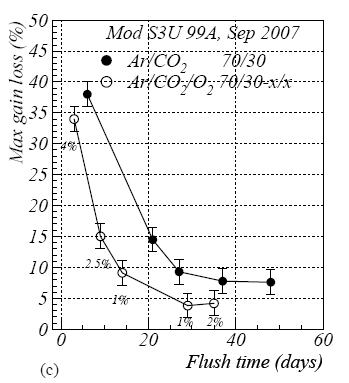 Mod S3U 99A, Sep 2007
Ar/CO2 70/30
Ar/CO2/O2 70/30-x/x
Max gain loss (%)
50
45
40
35
30
25
20
15
10
5
0
4%
2.5%
1%
1%
2%
0 20 40 60
Flush time (days)
(c)